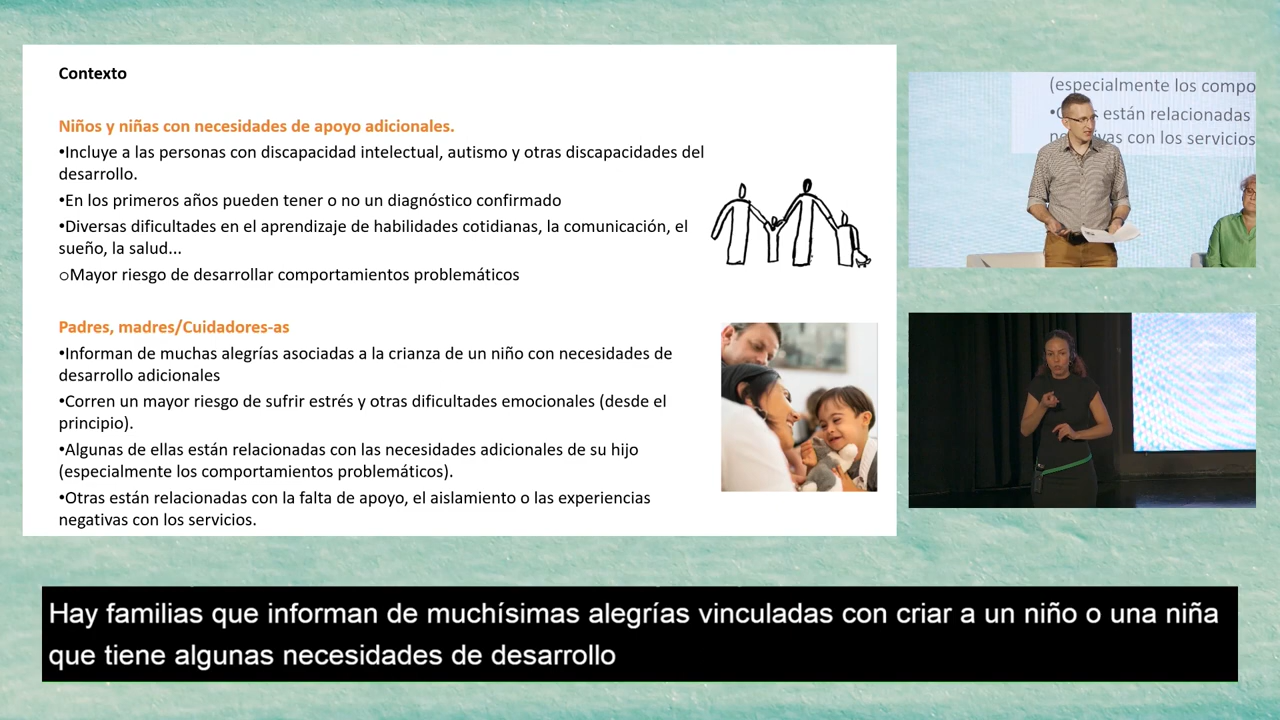 Contexto
Niños y niñas con necesidades de apoyo adicionales.
•Incluye a las personas con discapacidad intelectual, autismo y otras discapacidades del
desarrollo.
•En los primeros años pueden tener o no un diagnóstico confirmado
•Diversas dificultades en el aprendizaje de habilidades cotidianas, la comunicación, el
sueño, la salud...
oMayor riesgo de desarrollar comportamientos problemáticos
Padres, madres/Cuidadores-as
•Informan de muchas alegrías asociadas a la crianza de un niño con necesidades de
desarrollo adicionales
•Corren un mayor riesgo de sufrir estrés y otras dificultades emocionales (desde el
principio).
•Algunas de ellas están relacionadas con las necesidades adicionales de su hijo
(especialmente los comportamientos problemáticos).
•Otras están relacionadas con la falta de apoyo, el aislamiento o las experiencias
negativas con los servicios.
(especialmente los compo
están relacionadas
con los servicios
Hay familias que informan de muchísimas alegrías vinculadas con criar a un niño o una niña
que tiene algunas necesidades de desarrollo